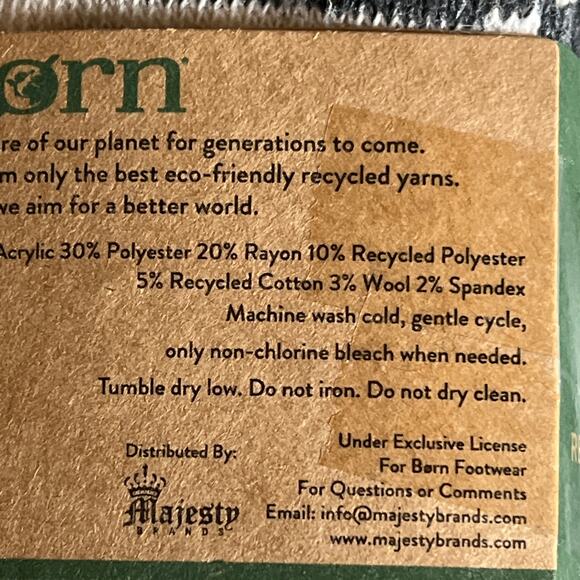 ørn
re of our planet for generations to come.
m only the best eco-friendly recycled yarns.
we aim for a better world.
Acrylic 30% Polyester 20% Rayon 10% Recycled Polyester
5% Recycled Cotton 3% Wool 2% Spandex
Machine wash cold, gentle cycle,
only non-chlorine bleach when needed.
Tumble dry low. Do not iron. Do not dry clean.
Distributed By:
Majesty
BRANDS
Under Exclusive License
For Børn Footwear
For Questions or Comments
Email: info@majestybrands.com
www.majestybrands.com